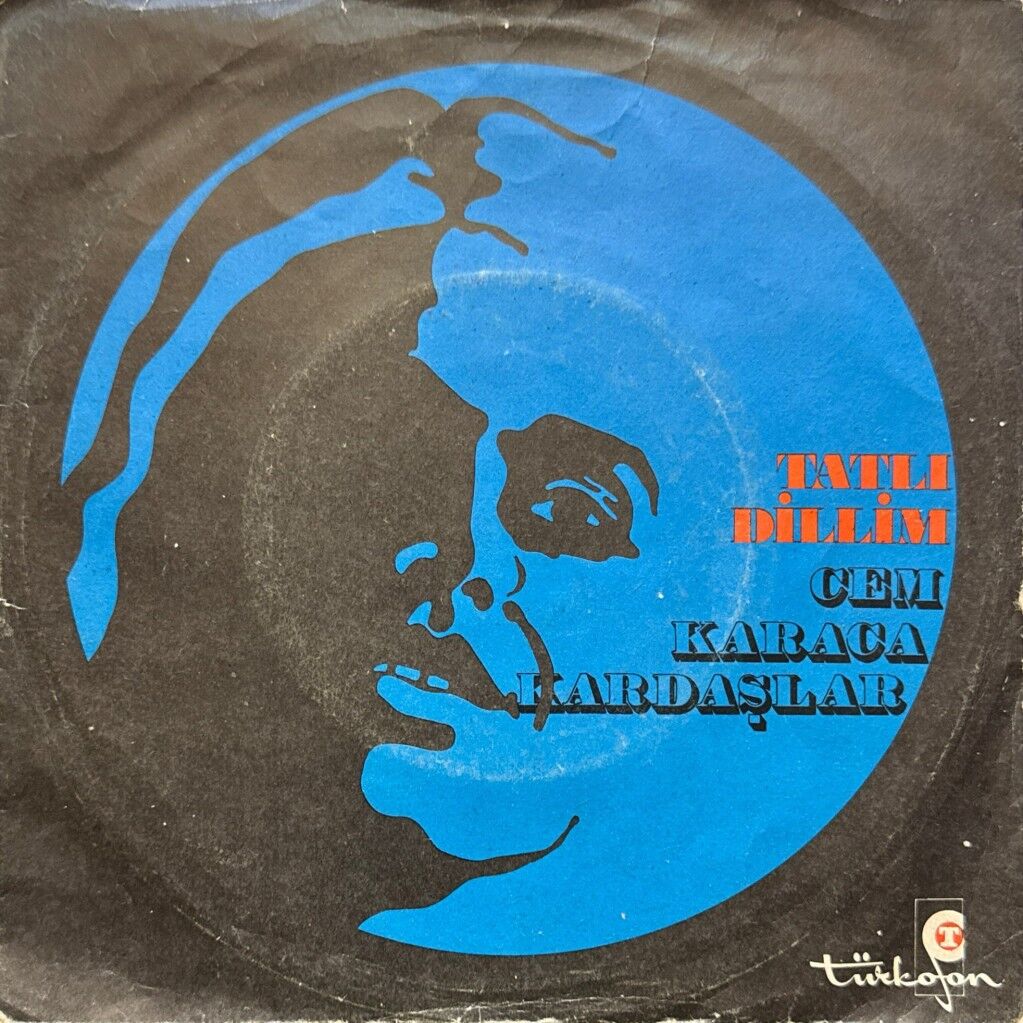 TATLI
DİLLİM
CEM
KARACA
KARDAŞLAR
T
türkofon